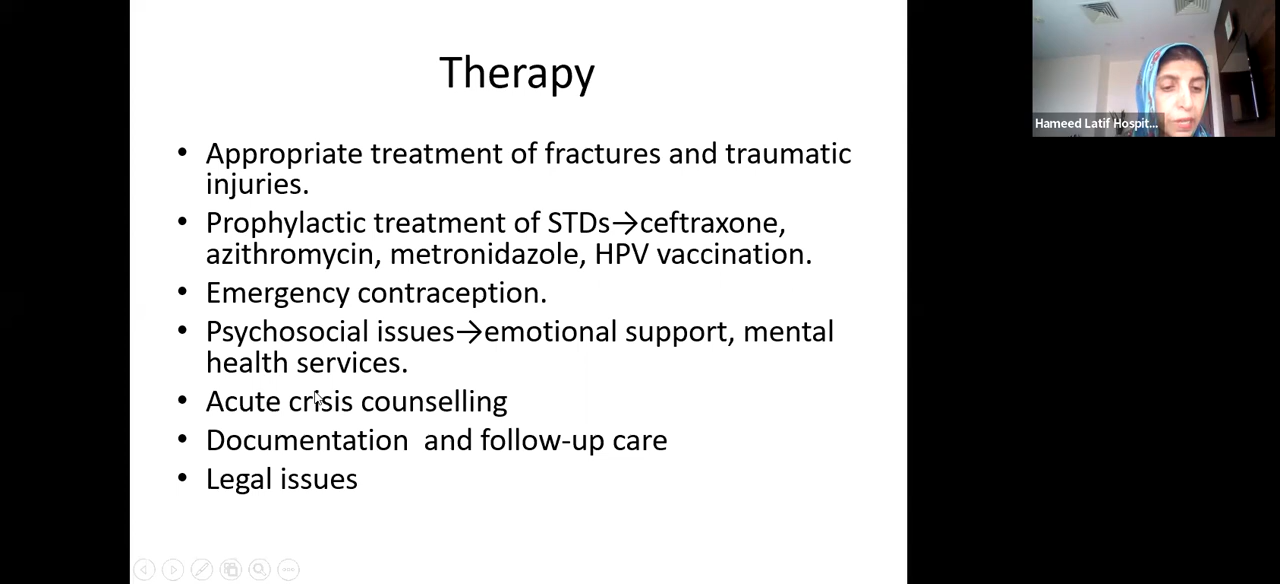 Therapy
• Appropriate treatment of fractures and traumatic
injuries.
• Prophylactic treatment of STDs→ceftraxone,
azithromycin, metronidazole, HPV vaccination.
• Emergency contraception.
• Psychosocial issues→emotional support, mental
health services.
• Acute crisis counselling
• Documentation  and follow-up care
• Legal issues
Hameed Latif Hospit...